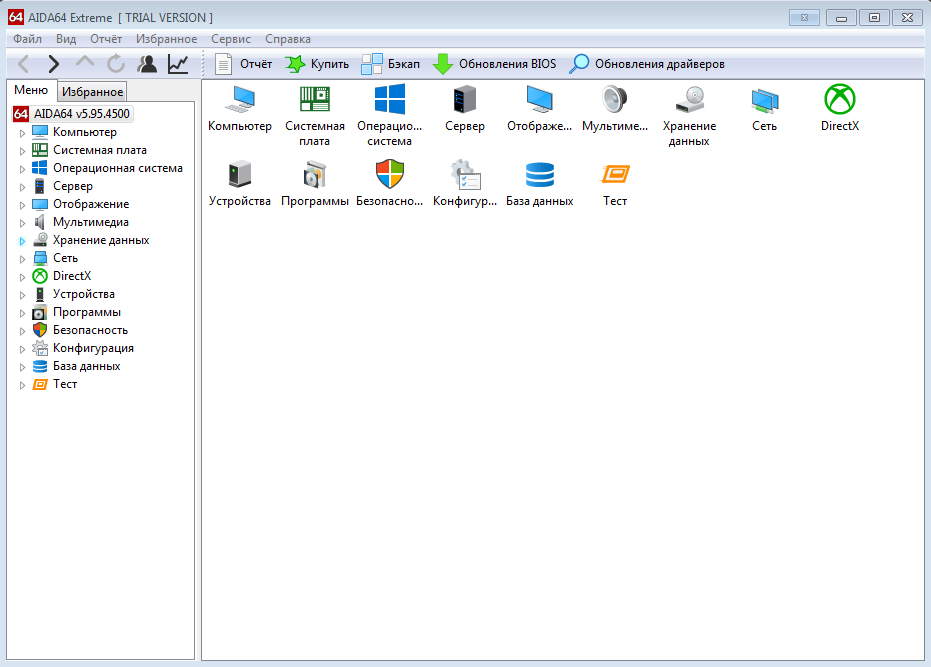 64 AIDA64 Extreme [ TRIAL VERSION ]
Файл Вид Отчёт Избранное Сервис Справка
Отчёт Купить Бэкап Обновления BIOS Обновления драйверов
Меню Избранное
64 AIDA64 v5.95.4500
Компьютер
Системная плата
Операционная система
Сервер
Отображение
Мультимедиа
Хранение данных
Сеть
DirectX
Устройства
Программы
Безопасность
Конфигурация
База данных
Тест
Компьютер Системная Операцио... Сервер Отображе... Мультиме... Хранение Сеть DirectX
плата система данных
Устройства Программы Безопасно... Конфигур... База данных Тест